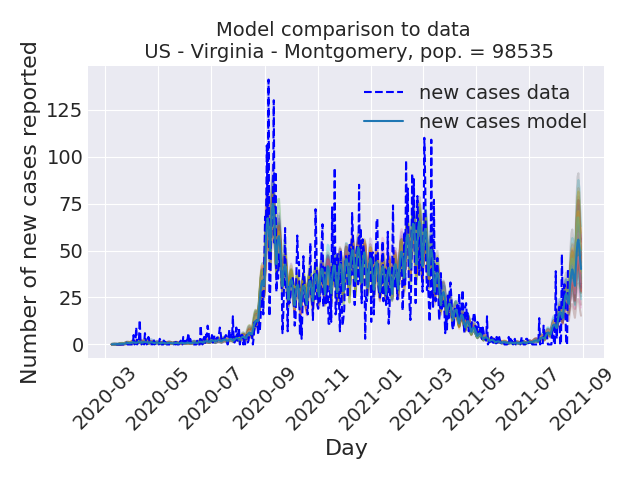 Model comparison to data
US - Virginia - Montgomery, pop. = 98535
Number of new cases reported
125
100
75
50
25
0
new cases data
new cases model
2020-03
2020-05
2020-07
2020-09
2020-11
2021-01
2021-03
2021-05
2021-07
2021-09
Day